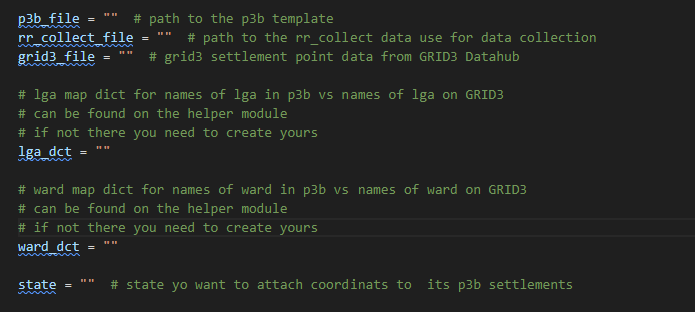 p3b_file = ""  # path to the p3b template
rr_collect_file = ""  # path to the rr_collect data use for data collection
grid3_file = ""  # grid3 settlement point data from GRID3 Datahub
# lga map dict for names of lga in p3b vs names of lga on GRID3
# can be found on the helper module
# if not there you need to create yours
lga_dct = ""
# ward map dict for names of ward in p3b vs names of ward on GRID3
# can be found on the helper module
# if not there you need to create yours
ward_dct = ""
state = ""  # state yo want to attach coordinats to  its p3b settlements